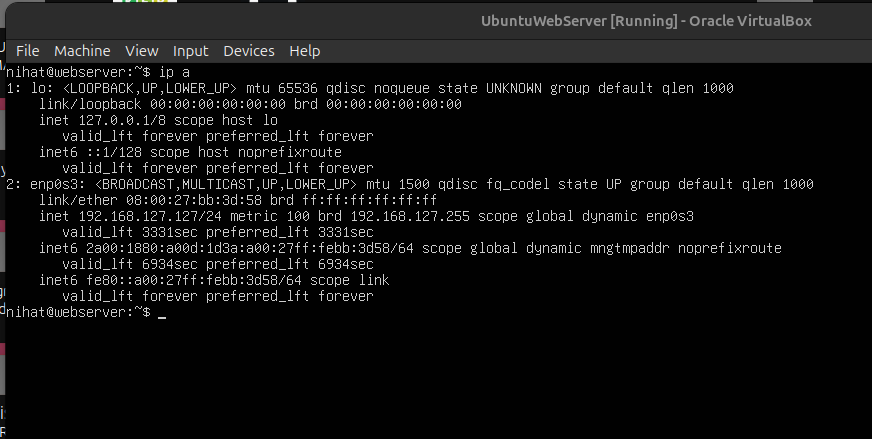 UbuntuWebServer [Running] - Oracle VirtualBox
File Machine View Input Devices Help
nihat@webserver:~$ ip a
1: lo: <LOOPBACK,UP,LOWER_UP> mtu 65536 qdisc noqueue state UNKNOWN group default qlen 1000
    link/loopback 00:00:00:00:00:00 brd 00:00:00:00:00:00
    inet 127.0.0.1/8 scope host lo
       valid_lft forever preferred_lft forever
    inet6 ::1/128 scope host noprefixroute
       valid_lft forever preferred_lft forever
2: enp0s3: <BROADCAST,MULTICAST,UP,LOWER_UP> mtu 1500 qdisc fq_codel state UP group default qlen 1000
    link/ether 08:00:27:bb:3d:58 brd ff:ff:ff:ff:ff:ff
    inet 192.168.127.127/24 metric 100 brd 192.168.127.255 scope global dynamic enp0s3
       valid_lft 3331sec preferred_lft 3331sec
    inet6 2a00:1880:a00d:1d3a:a00:27ff:febb:3d58/64 scope global dynamic mngtmpaddr noprefixroute
       valid_lft 6934sec preferred_lft 6934sec
    inet6 fe80::a00:27ff:febb:3d58/64 scope link
       valid_lft forever preferred_lft forever
nihat@webserver:~$ _